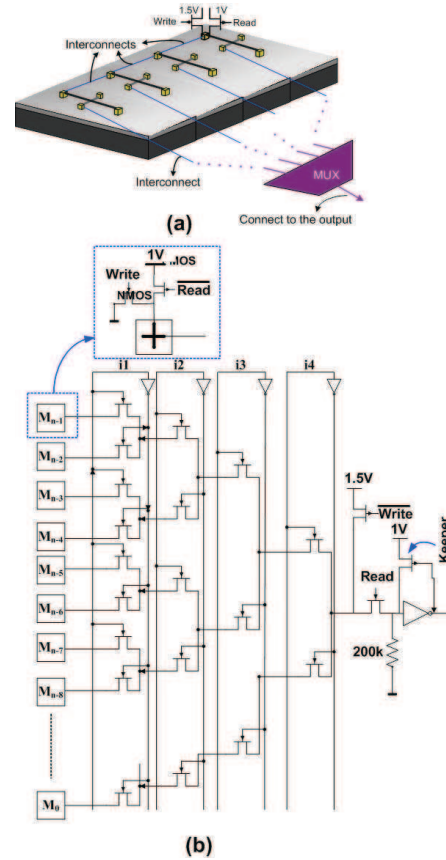 1.5V 1V
Write Read
Interconnects
MUX
Interconnect
Connect to the output
(a)
1V MOS
Write
NMOS Read
i1 i2 i3 i4
Mn-1
Mn-2
Mn-3
1.5V
Write
Mn-4
1V
Keeper
Mn-5
Read
Mn-6
Mn-7
200k
Mn-8
M0
(b)